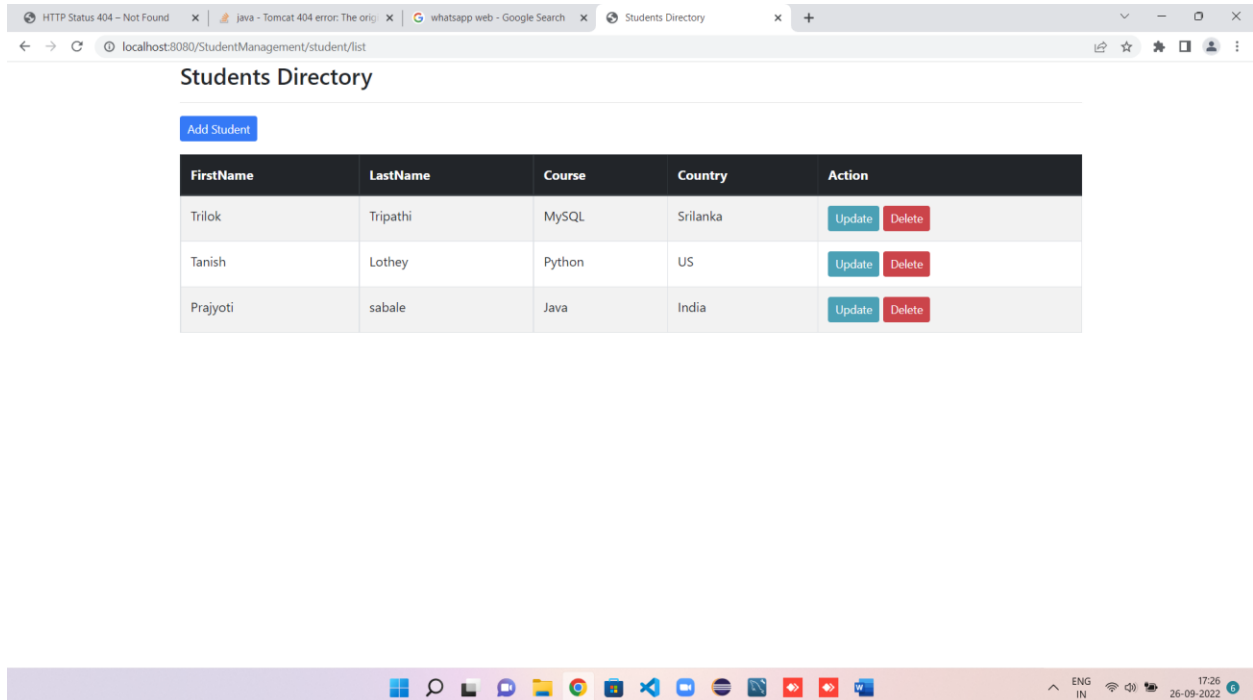 HTTP Status 404 – Not Found java - Tomcat 404 error: The orig whatsapp web - Google Search Students Directory
localhost:8080/StudentManagement/student/list
Students Directory
Add Student
FirstName LastName Course Country Action
Trilok Tripathi MySQL Srilanka Update Delete
Tanish Lothey Python US Update Delete
Prajyoti sabale Java India Update Delete
ENG 17:26
IN 26-09-2022 6